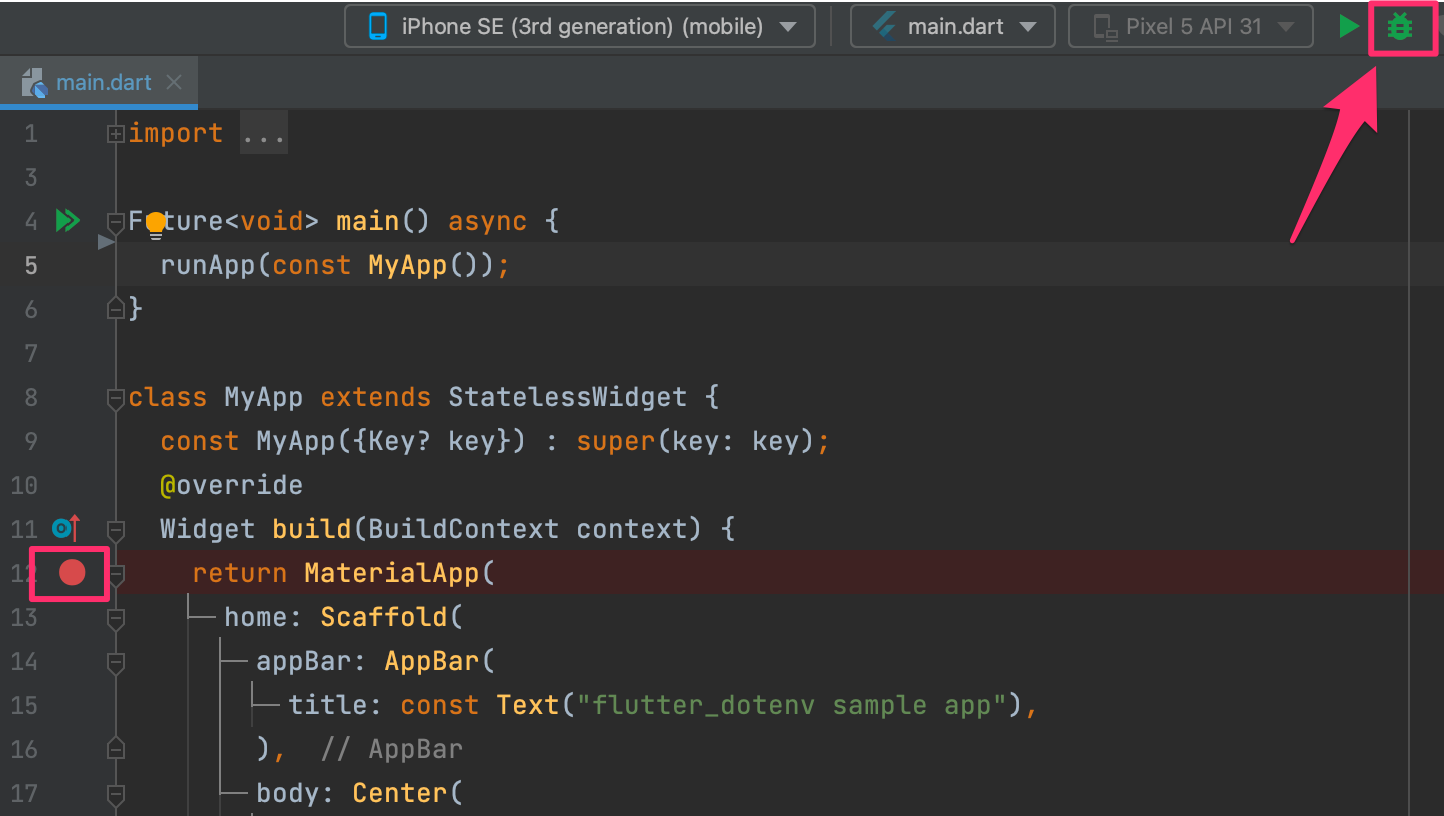 iPhone SE (3rd generation) (mobile) main.dart Pixel 5 API 31
main.dart
1 import ...
3
4 Future<void> main() async {
5 runApp(const MyApp());
6 }
7
8 class MyApp extends StatelessWidget {
9 const MyApp({Key? key}) : super(key: key);
10 @override
11 Widget build(BuildContext context) {
12 return MaterialApp(
13 home: Scaffold(
14 appBar: AppBar(
15 title: const Text("flutter_dotenv sample app"),
16 ), // AppBar
17 body: Center(